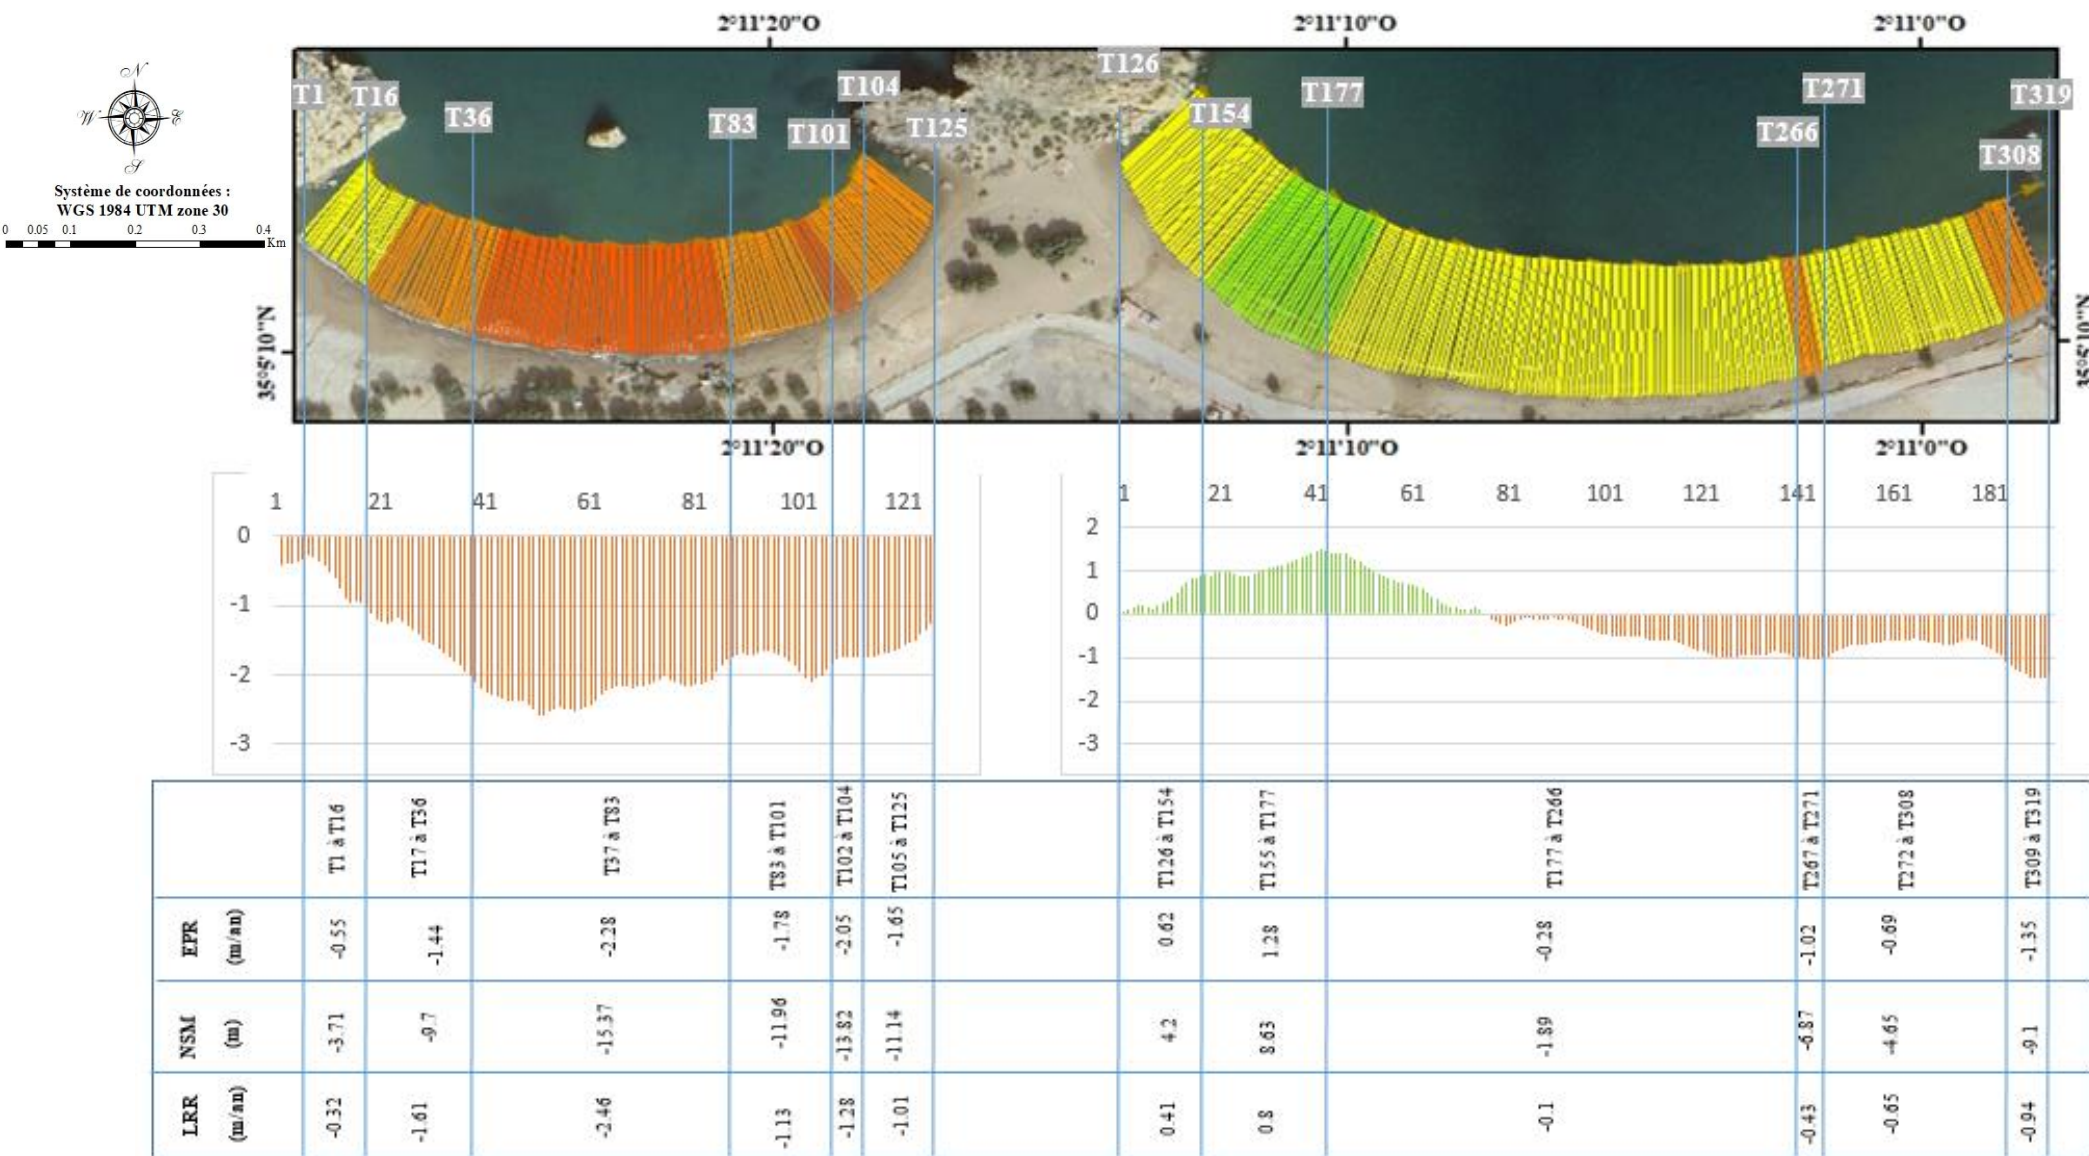 2°11'20"O 2°11'10"O 2°11'0"O
N
W E
S
Système de coordonnées :
WGS 1984 UTM zone 30
0 0.05 0.1 0.2 0.3 0.4
Km
T1 T16 T36 T83 T101 T104 T125 T126 T154 T177 T266 T271 T308 T319
35°5'10"N 35°5'10"N
2°11'20"O 2°11'10"O 2°11'0"O
1 21 41 61 81 101 121
0
-1
-2
-3
1 21 41 61 81 101 121 141 161 181
2
1
0
-1
-2
-3
T1 à T16 T17 à T36 T37 à T83 T83 à T101 T102 à T104 T105 à T125 T126 à T154 T155 à T177 T177 à T266 T267 à T271 T272 à T308 T309 à T319
EPR (m/an) -0.55 -1.44 -2.28 -1.78 -2.05 -1.65 0.62 1.28 -0.28 -1.02 -0.69 -1.35
NSM (m) -3.71 -9.7 -15.37 -11.96 -13.82 -11.14 4.2 8.63 -1.89 -6.87 -4.65 -9.1
LRR (m/an) -0.32 -1.61 -2.46 -1.13 -1.28 -1.01 0.41 0.8 -0.1 -0.43 -0.65 -0.94